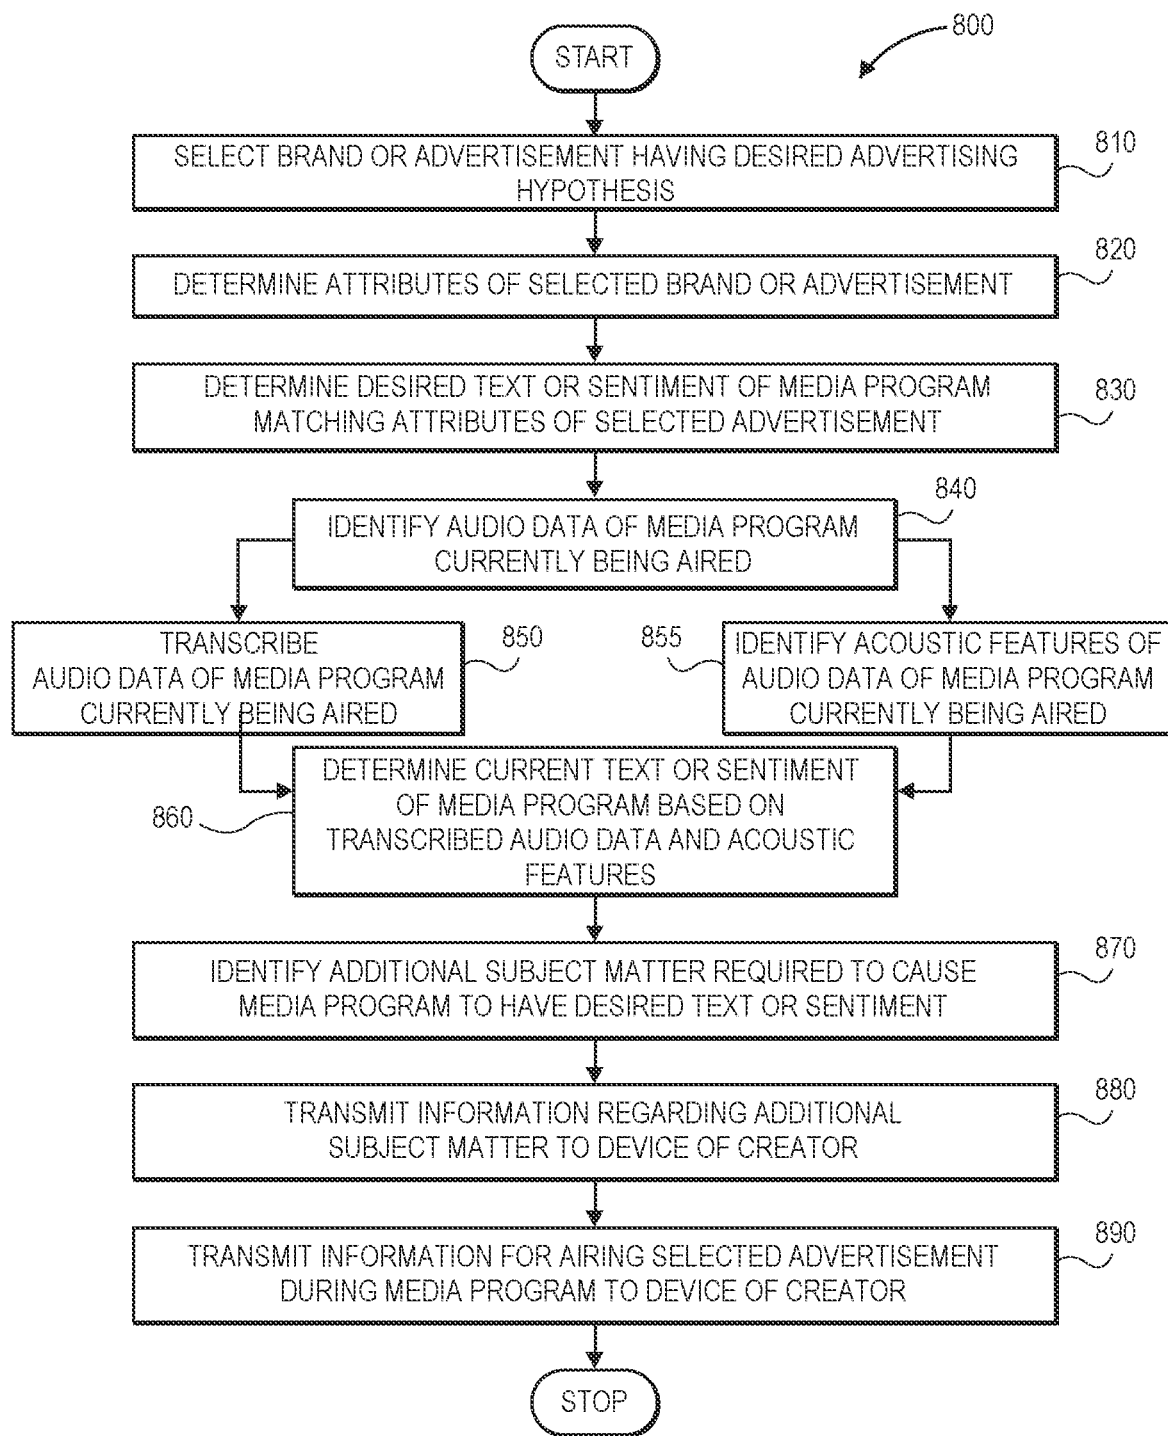 800
START
SELECT BRAND OR ADVERTISEMENT HAVING DESIRED ADVERTISING
HYPOTHESIS
810
DETERMINE ATTRIBUTES OF SELECTED BRAND OR ADVERTISEMENT
820
DETERMINE DESIRED TEXT OR SENTIMENT OF MEDIA PROGRAM
MATCHING ATTRIBUTES OF SELECTED ADVERTISEMENT
830
IDENTIFY AUDIO DATA OF MEDIA PROGRAM
CURRENTLY BEING AIRED
840
TRANSCRIBE
AUDIO DATA OF MEDIA PROGRAM
CURRENTLY BEING AIRED
850
855
IDENTIFY ACOUSTIC FEATURES OF
AUDIO DATA OF MEDIA PROGRAM
CURRENTLY BEING AIRED
DETERMINE CURRENT TEXT OR SENTIMENT
OF MEDIA PROGRAM BASED ON
TRANSCRIBED AUDIO DATA AND ACOUSTIC
FEATURES
860
IDENTIFY ADDITIONAL SUBJECT MATTER REQUIRED TO CAUSE
MEDIA PROGRAM TO HAVE DESIRED TEXT OR SENTIMENT
870
TRANSMIT INFORMATION REGARDING ADDITIONAL
SUBJECT MATTER TO DEVICE OF CREATOR
880
TRANSMIT INFORMATION FOR AIRING SELECTED ADVERTISEMENT
DURING MEDIA PROGRAM TO DEVICE OF CREATOR
890
STOP